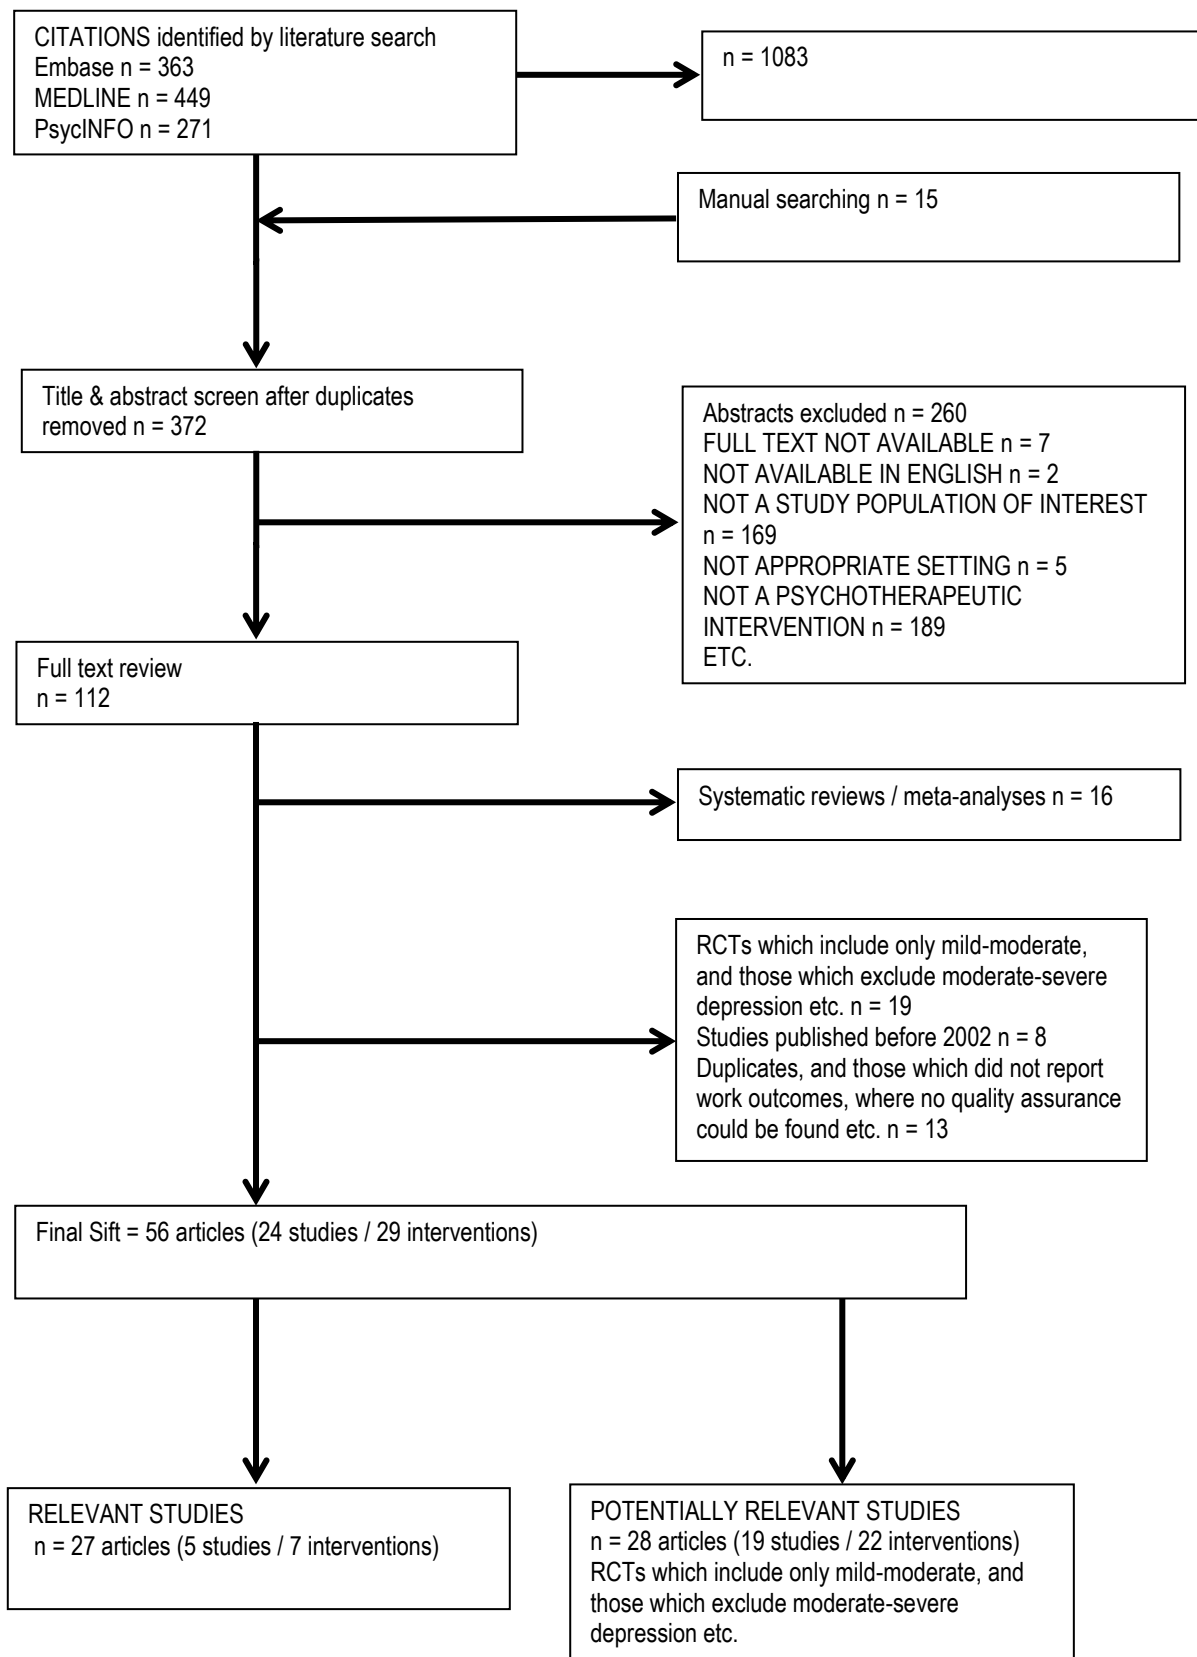 CITATIONS identified by literature search
Embase n = 363
MEDLINE n = 449
PsycINFO n = 271
n = 1083
Manual searching n = 15
Title & abstract screen after duplicates
removed n = 372
Abstracts excluded n = 260
FULL TEXT NOT AVAILABLE n = 7
NOT AVAILABLE IN ENGLISH n = 2
NOT A STUDY POPULATION OF INTEREST
n = 169
NOT APPROPRIATE SETTING n = 5
NOT A PSYCHOTHERAPEUTIC
INTERVENTION n = 189
ETC.
Full text review
n = 112
Systematic reviews / meta-analyses n = 16
RCTs which include only mild-moderate,
and those which exclude moderate-severe
depression etc. n = 19
Studies published before 2002 n = 8
Duplicates, and those which did not report
work outcomes, where no quality assurance
could be found etc. n = 13
Final Sift = 56 articles (24 studies / 29 interventions)
RELEVANT STUDIES
n = 27 articles (5 studies / 7 interventions)
POTENTIALLY RELEVANT STUDIES
n = 28 articles (19 studies / 22 interventions)
RCTs which include only mild-moderate, and
those which exclude moderate-severe
depression etc.